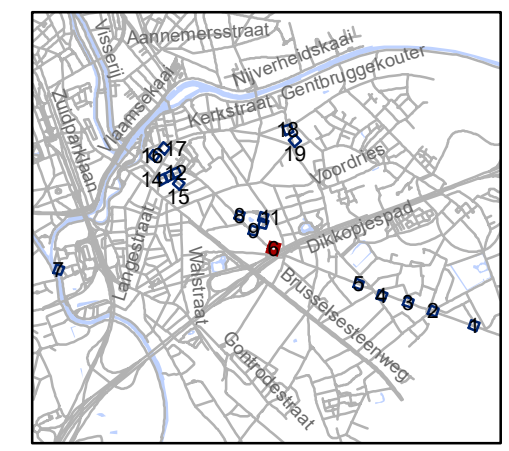 Visserij
Aannemersstraat
Nijverheidskaai
Zuidparklaan
Vlaamsekaai
Kerkstraat
Gentbruggekouter
18
19
16
17
14
12
15
Voordries
8
11
9
Dikkopjespad
6
Langestraat
Walstraat
7
Brusselsesteenweg
5
4
3
2
1
Gontrodestraat